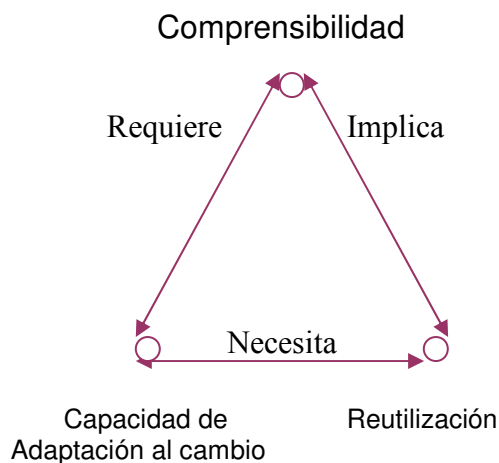 Comprensibilidad
Requiere
Implica
Necesita
Capacidad de
Adaptación al cambio
Reutilización